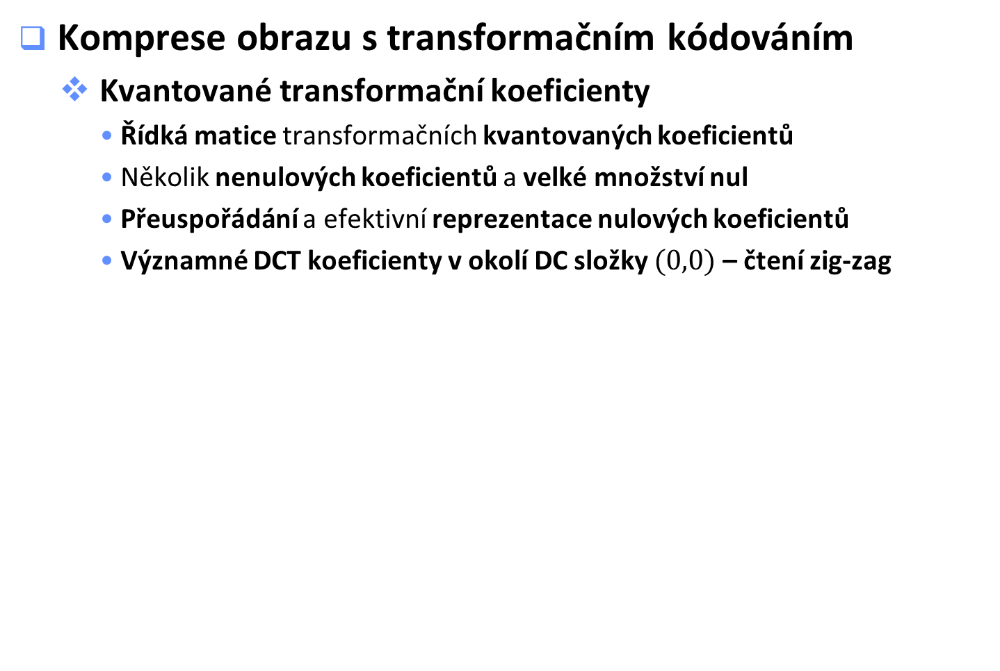 Komprese obrazu s transformačním kódováním
Kvantované transformační koeficienty
Řídká matice transformačních kvantovaných koeficientů
Několik nenulových koeficientů a velké množství nul
Přeuspořádání a efektivní reprezentace nulových koeficientů
Významné DCT koeficienty v okolí DC složky (0,0) – čtení zig-zag